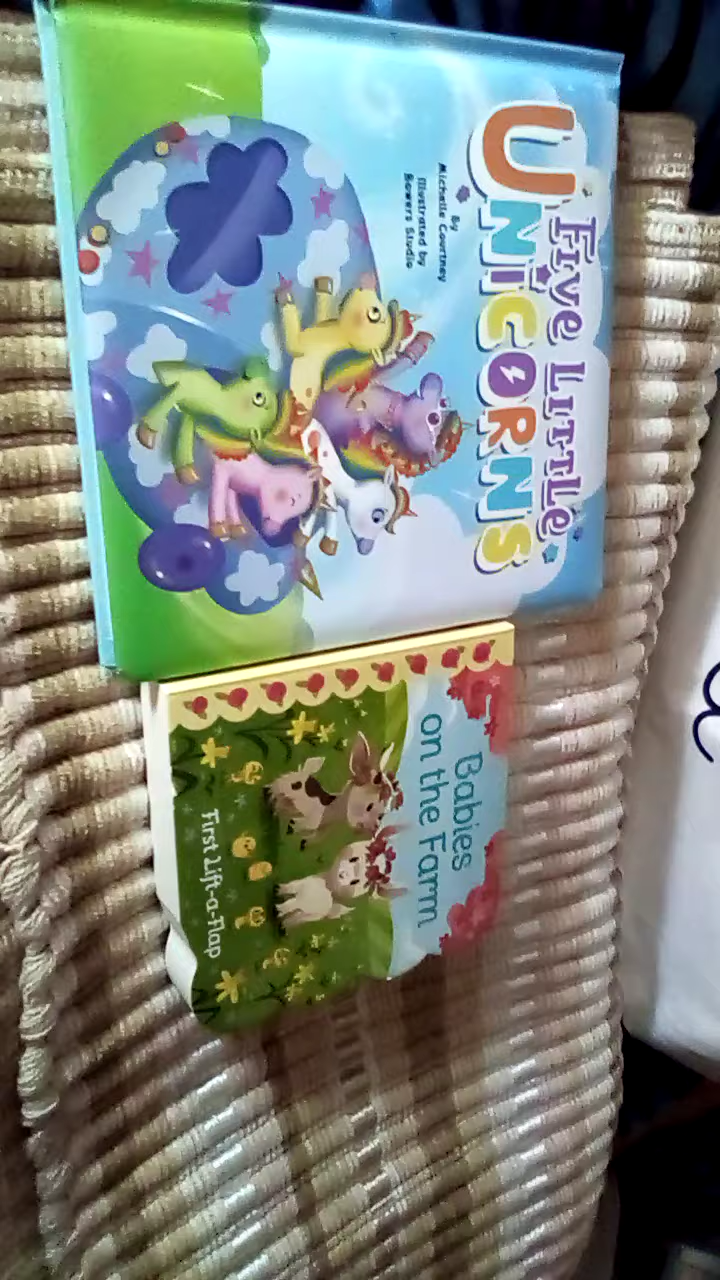 Five Little
Unicorns
By
Michelle Courtney
Illustrated by
Bowers Studio
Babies
on the Farm
First Lift-a-Flap